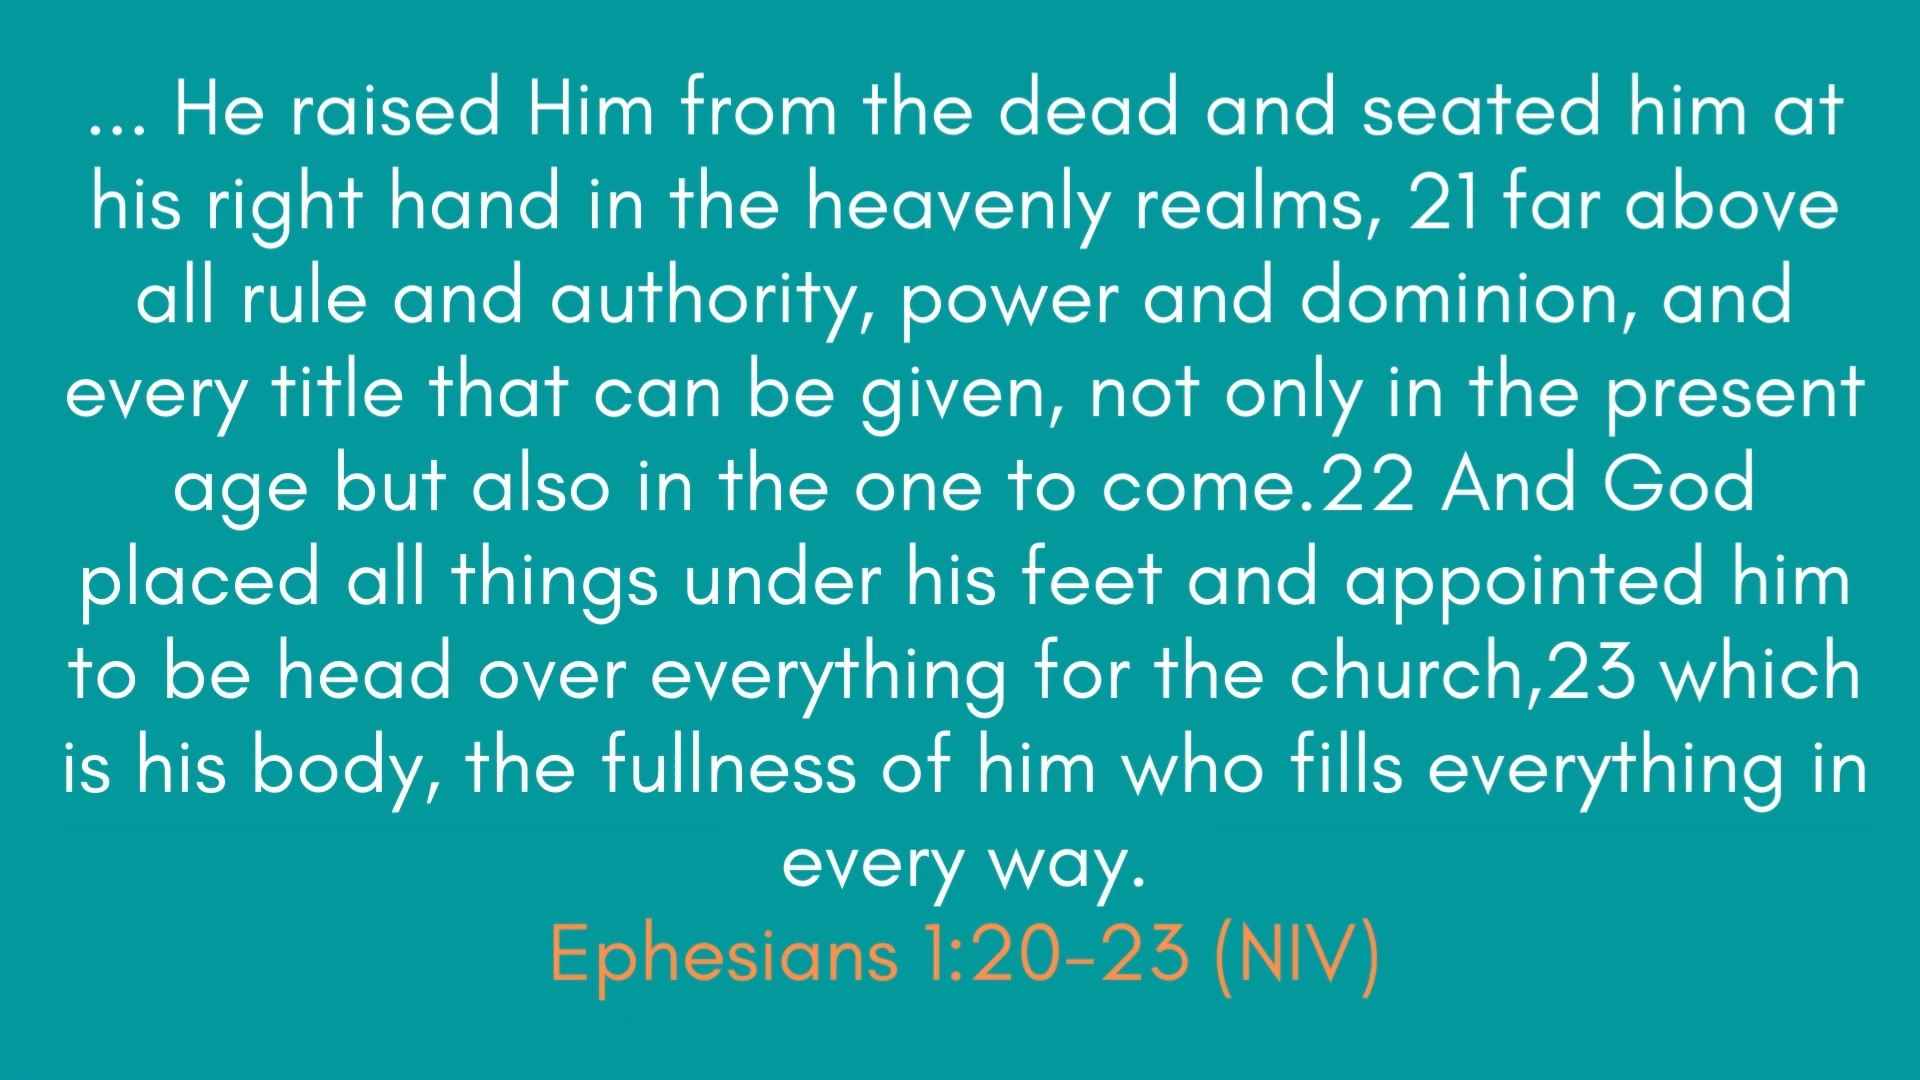 ... He raised Him from the dead and seated him at
his right hand in the heavenly realms, 21 far above
all rule and authority, power and dominion, and
every title that can be given, not only in the present
age but also in the one to come.22 And God
placed all things under his feet and appointed him
to be head over everything for the church,23 which
is his body, the fullness of him who fills everything in
every way.
Ephesians 1:20-23 (NIV)